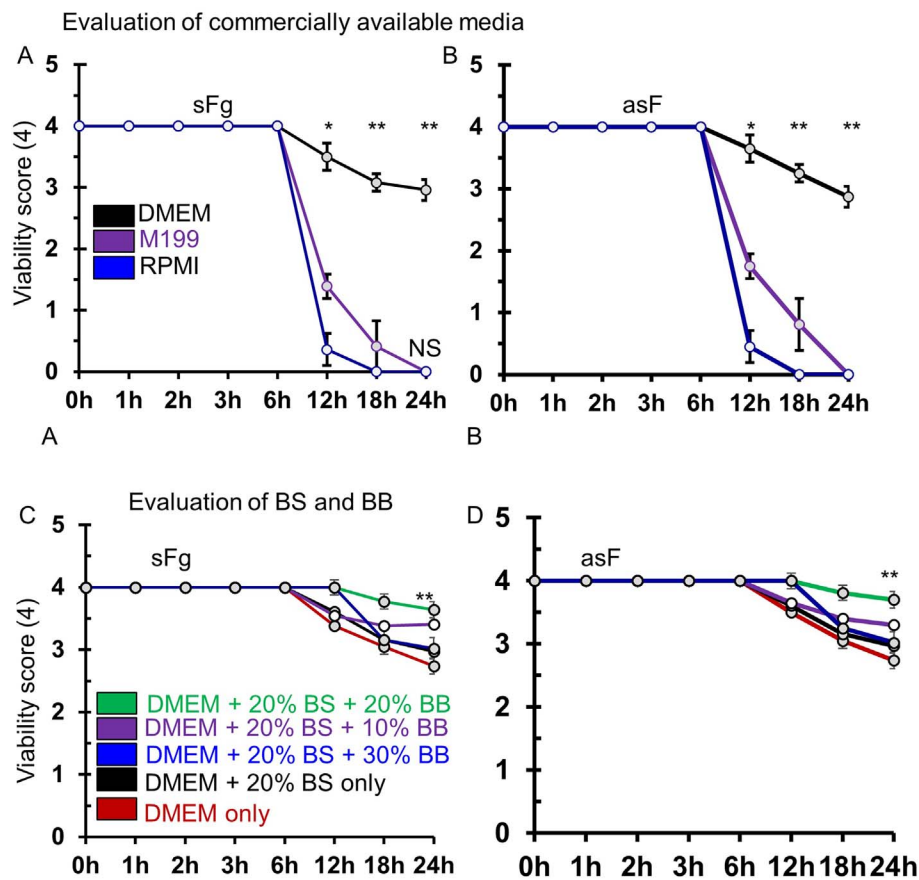 Evaluation of commercially available media
A
B
5
4
3
2
1
0
Viability score (4)
sFg
* ** **
DMEM
M199
RPMI
NS
0h 1h 2h 3h 6h 12h 18h 24h
5
4
3
2
1
0
asF
* ** **
0h 1h 2h 3h 6h 12h 18h 24h
A
B
Evaluation of BS and BB
C
D
5
4
3
2
1
0
Viability score (4)
sFg
**
DMEM + 20% BS + 20% BB
DMEM + 20% BS + 10% BB
DMEM + 20% BS + 30% BB
DMEM + 20% BS only
DMEM only
0h 1h 2h 3h 6h 12h 18h 24h
5
4
3
2
1
0
asF
**
0h 1h 2h 3h 6h 12h 18h 24h